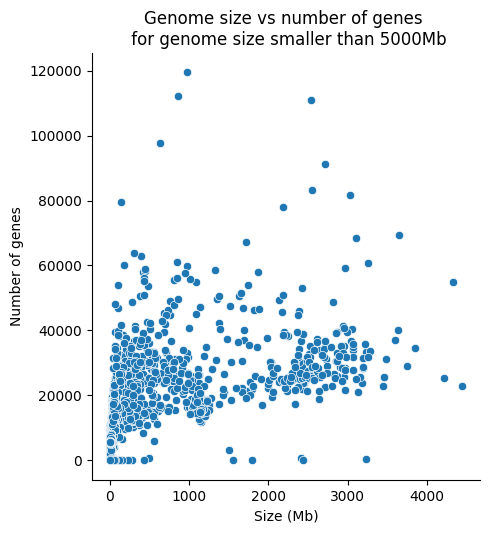 Genome size vs number of genes
for genome size smaller than 5000Mb
120000
100000
80000
60000
40000
20000
0
Number of genes
0 1000 2000 3000 4000
Size (Mb)